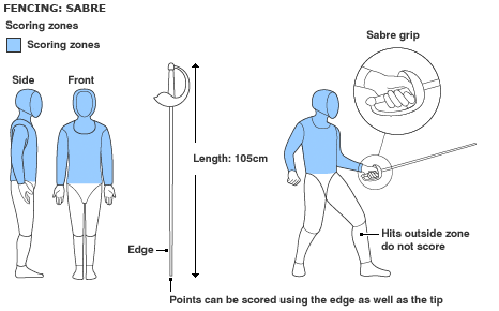 FENCING: SABRE
Scoring zones
Scoring zones
Side
Front
Sabre grip
Length: 105cm
Edge
Hits outside zone
do not score
Points can be scored using the edge as well as the tip